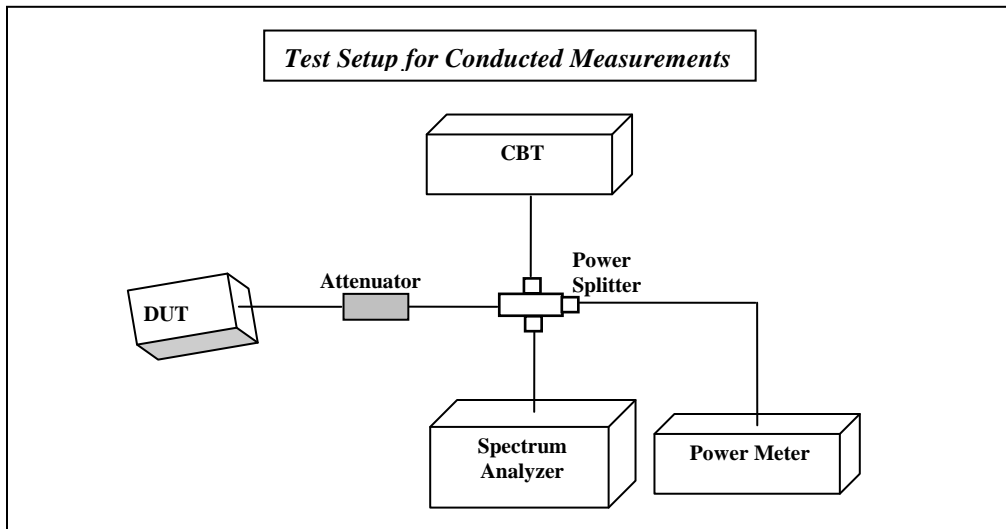 Test Setup for Conducted Measurements
CBT
Power
Splitter
Attenuator
DUT
Spectrum
Analyzer
Power Meter